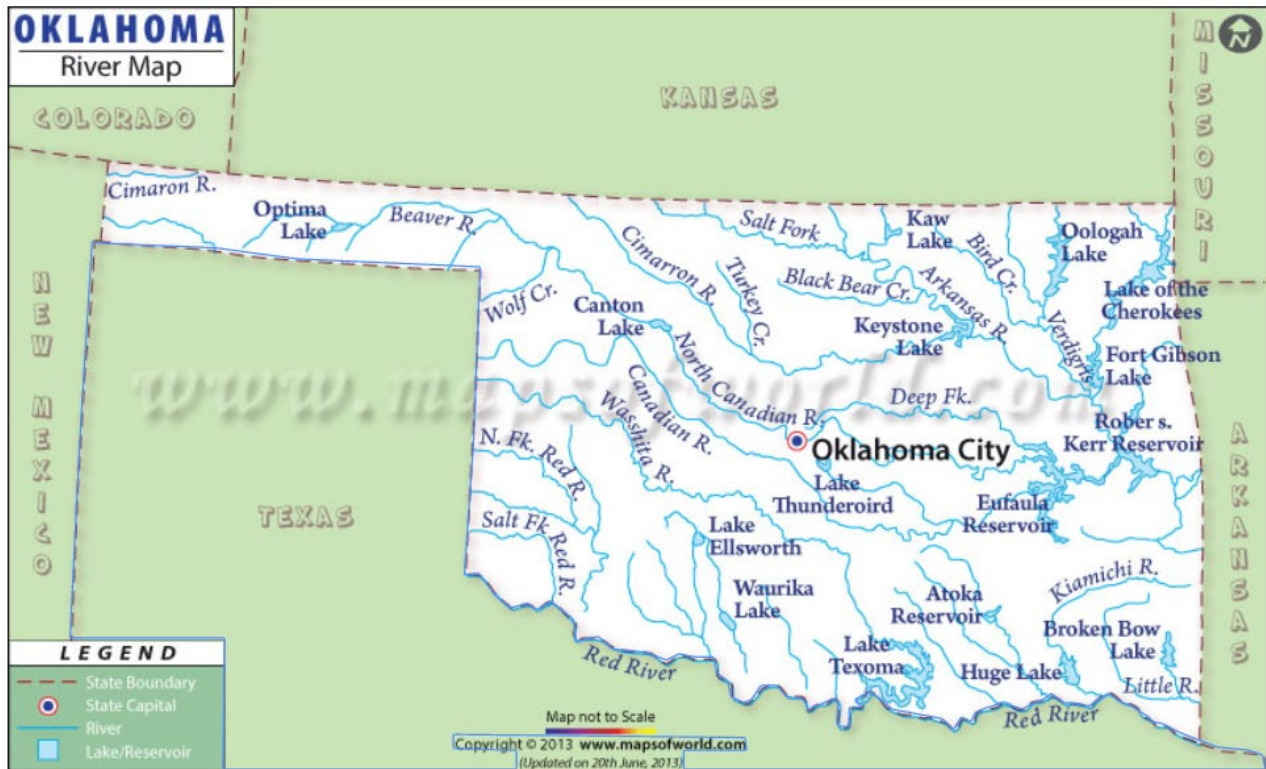 OKLAHOMA
River Map
COLORADO
KANSAS
MISSOURI
N
NEW MEXICO
TEXAS
ARKANSAS
Cimaron R.
Optima
Lake
Beaver R.
Wolf Cr.
Canton
Lake
Cimarron R.
Turkey Cr.
Salt Fork
Black Bear Cr.
Kaw
Lake
Bird Cr.
Arkansas R.
Oologah
Lake
Lake of the
Cherokees
Keystone
Lake
Verdigris
Fort Gibson
Lake
www.mapsofworld.com
North Canadian R.
Canadian R.
Wasshita R.
Deep Fk.
Rober s.
Kerr Reservoir
Oklahoma City
N. Fk. Red R.
Salt Fk Red R.
Lake
Thunderoird
Eufaula
Reservoir
Lake
Ellsworth
Waurika
Lake
Atoka
Reservoir
Kiamichi R.
Broken Bow
Lake
Lake
Texoma
Huge Lake
Little R.
Red River
Red River
LEGEND
State Boundary
State Capital
River
Lake/Reservoir
Map not to Scale
Copyright © 2013 www.mapsofworld.com
(Updated on 20th June, 2013)